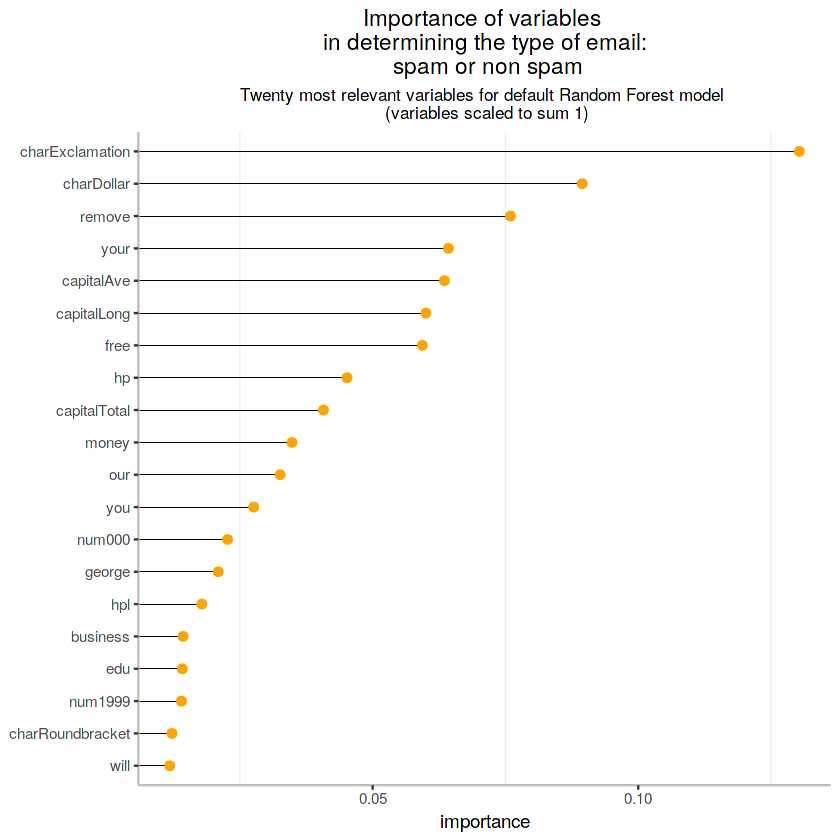 Importance of variables
in determining the type of email:
spam or non spam
Twenty most relevant variables for default Random Forest model
(variables scaled to sum 1)
charExclamation
charDollar
remove
your
capitalAve
capitalLong
free
hp
capitalTotal
money
our
you
num000
george
hpl
business
edu
num1999
charRoundbracket
will
0.05 0.10
importance